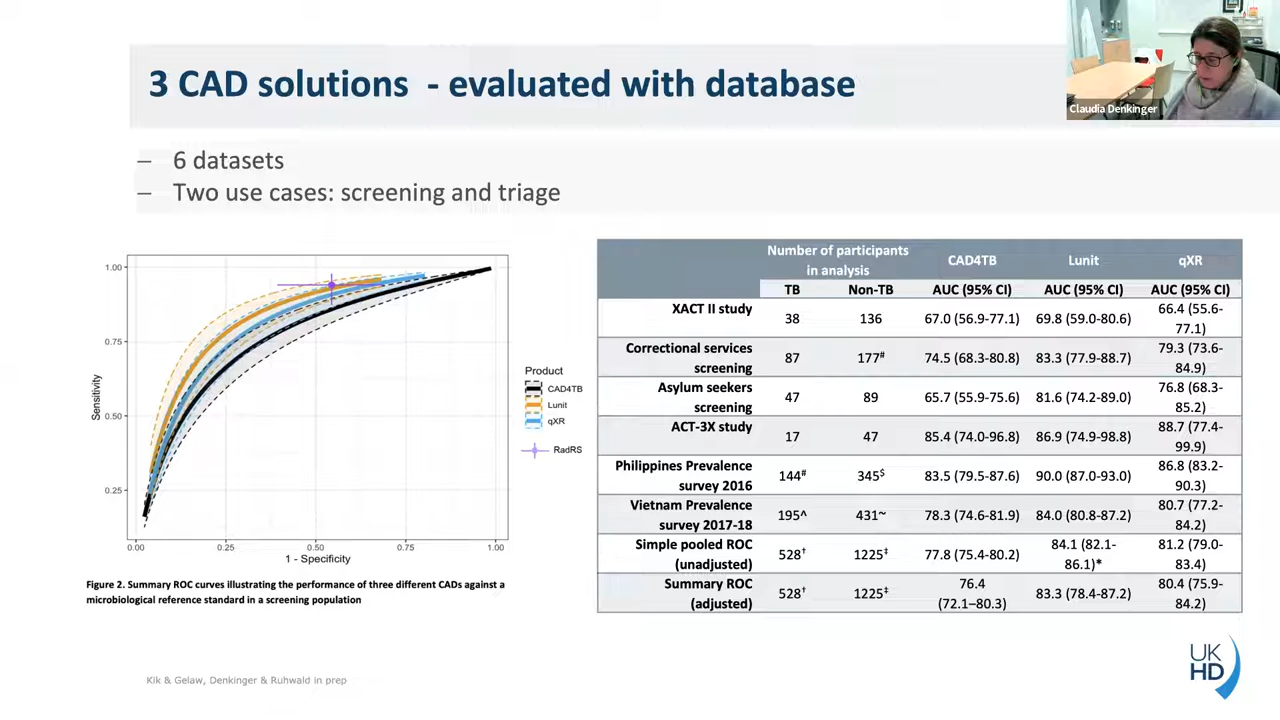 3 CAD solutions - evaluated with database
Claudia Denkinger
– 6 datasets
– Two use cases: screening and triage
1.00
0.75
0.50
0.25
Sensitivity
0.00
0.25
0.50
0.75
1.00
1 - Specificity
Product
CAD4TB
Lunit
qXR
RadRS
Figure 2. Summary ROC curves illustrating the performance of three different CADs against a
microbiological reference standard in a screening population
Number of participants
in analysis
CAD4TB
Lunit
qXR
TB
Non-TB
AUC (95% CI)
AUC (95% CI)
AUC (95% CI)
XACT II study
38
136
67.0 (56.9-77.1)
69.8 (59.0-80.6)
66.4 (55.6-
77.1)
Correctional services
screening
87
177#
74.5 (68.3-80.8)
83.3 (77.9-88.7)
79.3 (73.6-
84.9)
Asylum seekers
screening
47
89
65.7 (55.9-75.6)
81.6 (74.2-89.0)
76.8 (68.3-
85.2)
ACT-3X study
17
47
85.4 (74.0-96.8)
86.9 (74.9-98.8)
88.7 (77.4-
99.9)
Philippines Prevalence
survey 2016
144#
345$
83.5 (79.5-87.6)
90.0 (87.0-93.0)
86.8 (83.2-
90.3)
Vietnam Prevalence
survey 2017-18
195^
431~
78.3 (74.6-81.9)
84.0 (80.8-87.2)
80.7 (77.2-
84.2)
Simple pooled ROC
(unadjusted)
528†
1225‡
77.8 (75.4-80.2)
84.1 (82.1-
86.1)*
81.2 (79.0-
83.4)
Summary ROC
(adjusted)
528†
1225‡
76.4
(72.1–80.3)
83.3 (78.4-87.2)
80.4 (75.9-
84.2)
Kik & Gelaw, Denkinger & Ruhwald in prep
UK
HD